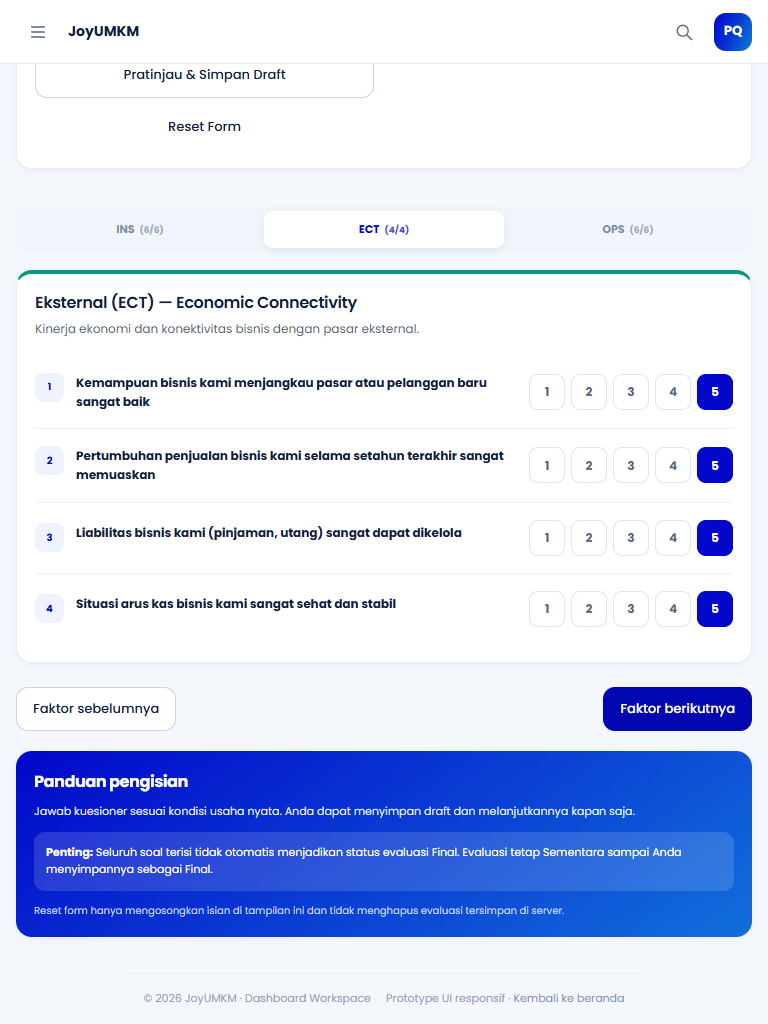 JoyUMKM
PQ
Pratinjau & Simpan Draft
Reset Form
INS (6/6)
ECT (4/4)
OPS (6/6)
Eksternal (ECT) — Economic Connectivity
Kinerja ekonomi dan konektivitas bisnis dengan pasar eksternal.
1
Kemampuan bisnis kami menjangkau pasar atau pelanggan baru
sangat baik
1 2 3 4 5
2
Pertumbuhan penjualan bisnis kami selama setahun terakhir sangat
memuaskan
1 2 3 4 5
3
Liabilitas bisnis kami (pinjaman, utang) sangat dapat dikelola
1 2 3 4 5
4
Situasi arus kas bisnis kami sangat sehat dan stabil
1 2 3 4 5
Faktor sebelumnya
Faktor berikutnya
Panduan pengisian
Jawab kuesioner sesuai kondisi usaha nyata. Anda dapat menyimpan draft dan melanjutkannya kapan saja.
Penting: Seluruh soal terisi tidak otomatis menjadikan status evaluasi Final. Evaluasi tetap Sementara sampai Anda
menyimpannya sebagai Final.
Reset form hanya mengosongkan isian di tampilan ini dan tidak menghapus evaluasi tersimpan di server.
© 2026 JoyUMKM · Dashboard Workspace
Prototype UI responsif · Kembali ke beranda